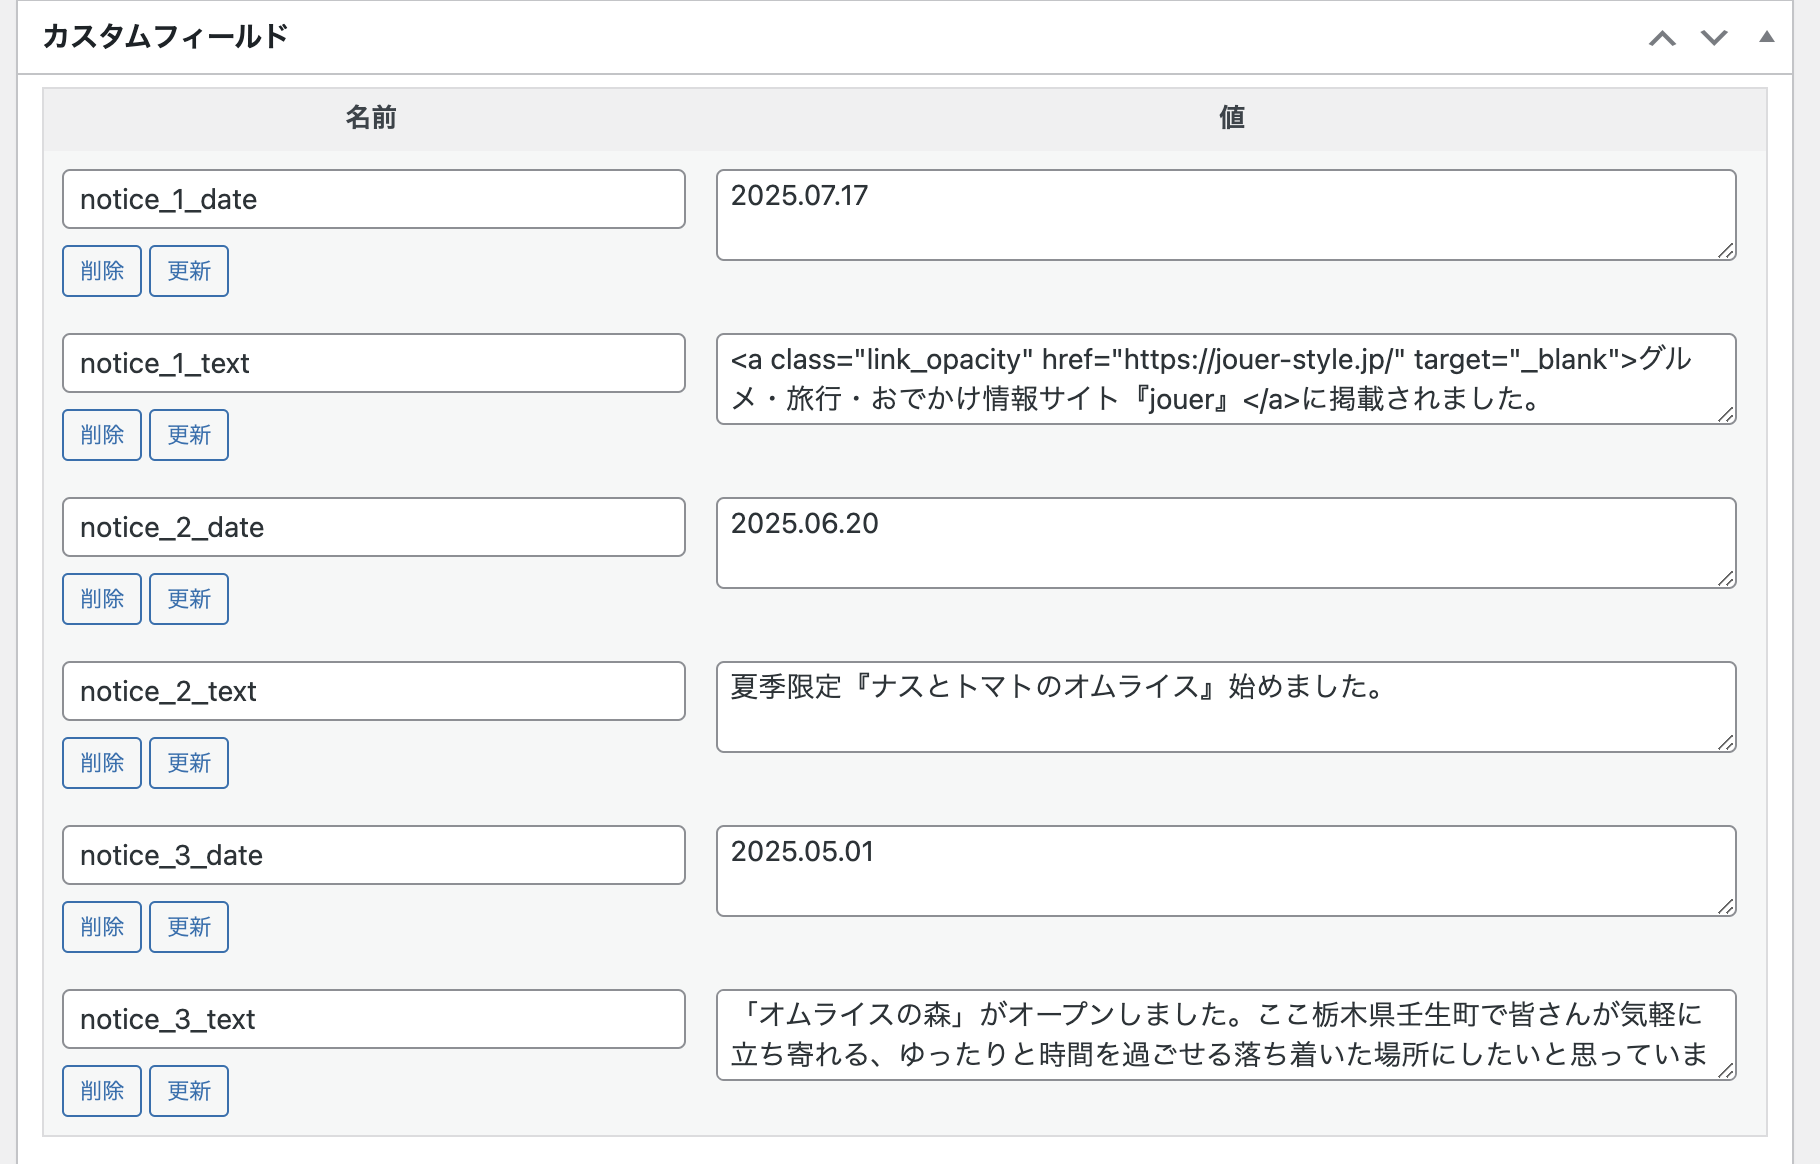 カスタムフィールド
名前
値
notice_1_date
2025.07.17
削除
更新
notice_1_text
<a class="link_opacity" href="https://jouer-style.jp/" target="_blank">グル
メ・旅行・おでかけ情報サイト『jouer』</a>に掲載されました。
削除
更新
notice_2_date
2025.06.20
削除
更新
notice_2_text
夏季限定『ナスとトマトのオムライス』始めました。
削除
更新
notice_3_date
2025.05.01
削除
更新
notice_3_text
「オムライスの森」がオープンしました。ここ栃木県壬生町で皆さんが気軽に
立ち寄れる、ゆったりと時間を過ごせる落ち着いた場所にしたいと思っていま
削除
更新